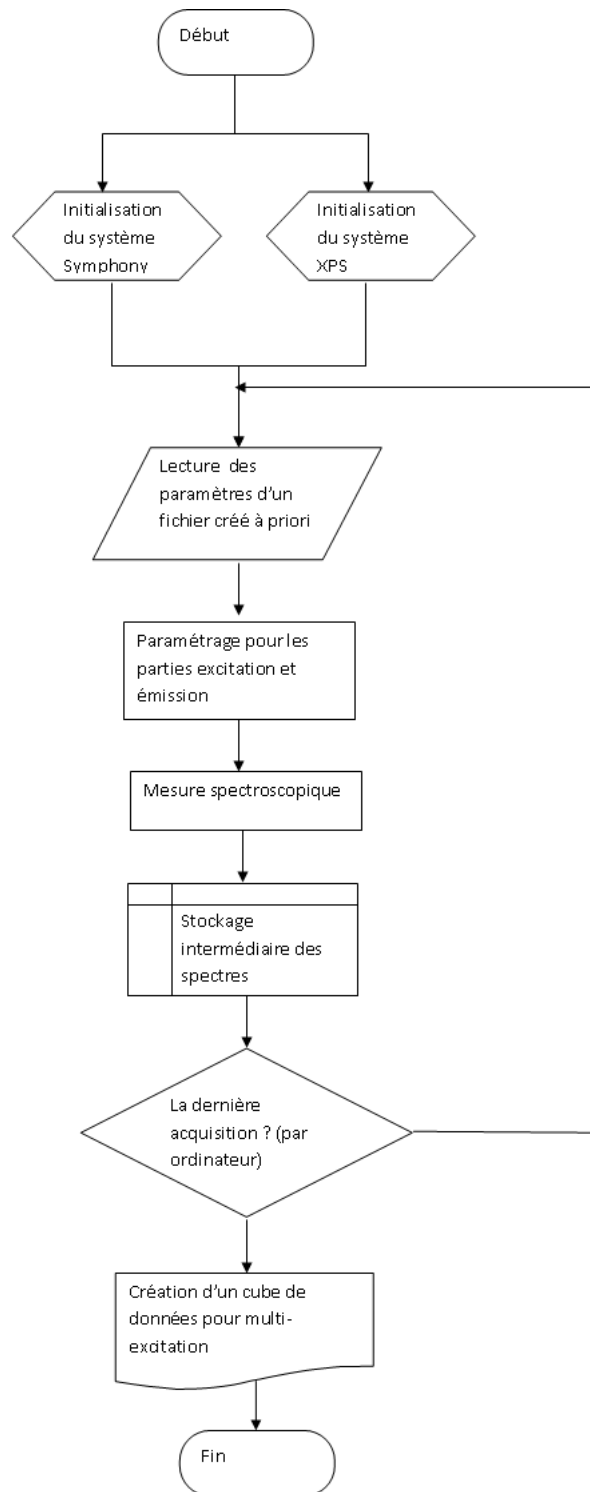 Début
Initialisation
du système
Symphony
Initialisation
du système
XPS
Lecture des
paramètres d'un
fichier créé à priori
Paramétrage pour les
parties excitation et
émission
Mesure spectroscopique
Stockage
intermédiaire des
spectres
La dernière
acquisition ? (par
ordinateur)
Création d'un cube de
données pour multi-
excitation
Fin